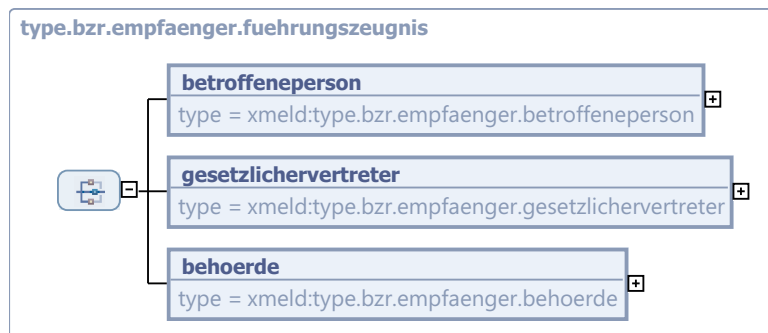 type.bzr.empfaenger.fuehrungszeugnis
betroffeneperson
type = xmeld:type.bzr.empfaenger.betroffeneperson
gesetzlichervertreter
type = xmeld:type.bzr.empfaenger.gesetzlichervertreter
behoerde
type = xmeld:type.bzr.empfaenger.behoerde